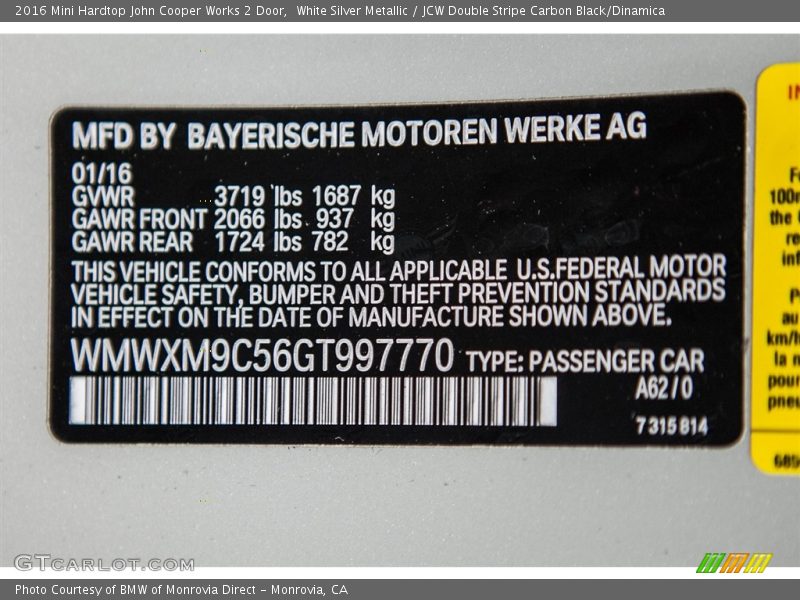 2016 Mini Hardtop John Cooper Works 2 Door,  White Silver Metallic / JCW Double Stripe Carbon Black/Dinamica
MFD BY BAYERISCHE MOTOREN WERKE AG
01/16
GVWR 3719 lbs 1687 kg
GAWR FRONT 2066 lbs 937 kg
GAWR REAR 1724 lbs 782 kg
THIS VEHICLE CONFORMS TO ALL APPLICABLE U.S.FEDERAL MOTOR
VEHICLE SAFETY, BUMPER AND THEFT PREVENTION STANDARDS
IN EFFECT ON THE DATE OF MANUFACTURE SHOWN ABOVE.
WMWXM9C56GT997770 TYPE: PASSENGER CAR
A62/0
7315814
the
la
km/h
GTCARLOT.COM
Photo Courtesy of BMW of Monrovia Direct - Monrovia, CA